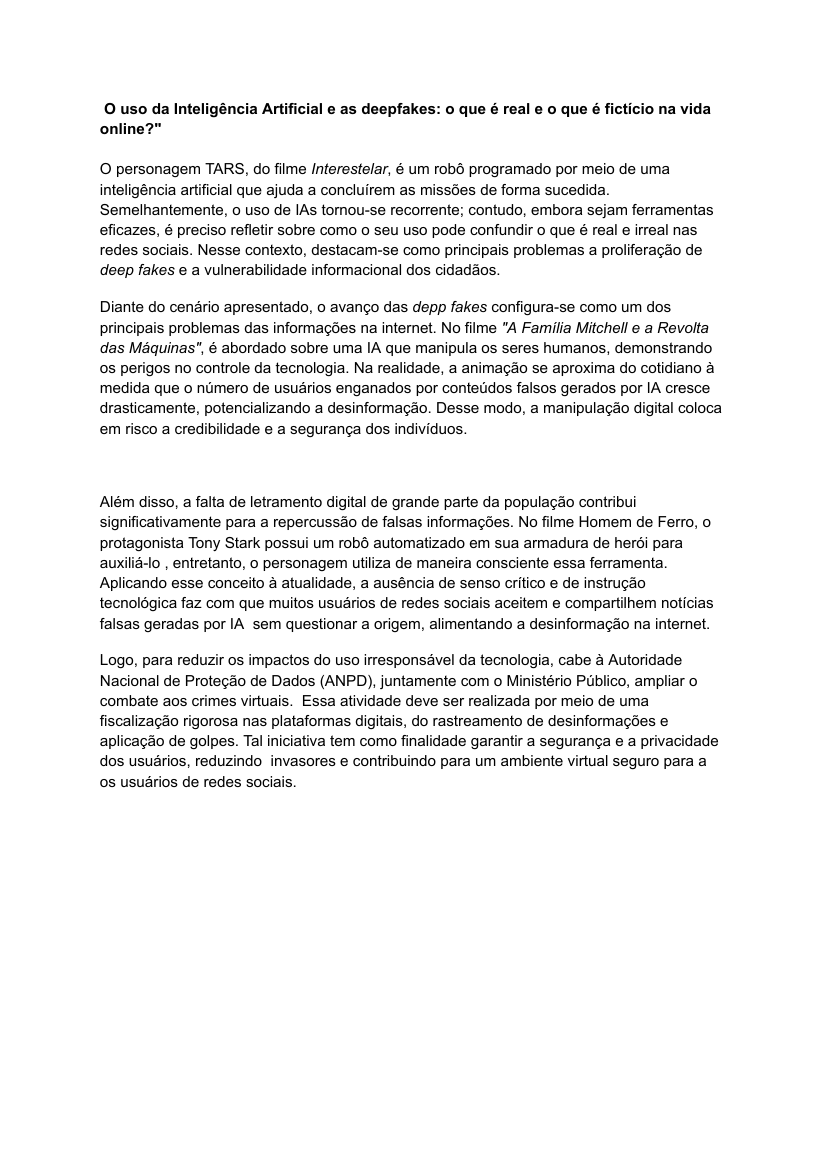 O uso da Inteligência Artificial e as deepfakes: o que é real e o que é fictício na vida
online?"
O personagem TARS, do filme Interestelar, é um robô programado por meio de uma
inteligência artificial que ajuda a concluírem as missões de forma sucedida.
Semelhantemente, o uso de IAs tornou-se recorrente; contudo, embora sejam ferramentas
eficazes, é preciso refletir sobre como o seu uso pode confundir o que é real e irreal nas
redes sociais. Nesse contexto, destacam-se como principais problemas a proliferação de
deep fakes e a vulnerabilidade informacional dos cidadãos.
Diante do cenário apresentado, o avanço das depp fakes configura-se como um dos
principais problemas das informações na internet. No filme "A Família Mitchell e a Revolta
das Máquinas", é abordado sobre uma IA que manipula os seres humanos, demonstrando
os perigos no controle da tecnologia. Na realidade, a animação se aproxima do cotidiano à
medida que o número de usuários enganados por conteúdos falsos gerados por IA cresce
drasticamente, potencializando a desinformação. Desse modo, a manipulação digital coloca
em risco a credibilidade e a segurança dos indivíduos.
Além disso, a falta de letramento digital de grande parte da população contribui
significativamente para a repercussão de falsas informações. No filme Homem de Ferro, o
protagonista Tony Stark possui um robô automatizado em sua armadura de herói para
auxiliá-lo , entretanto, o personagem utiliza de maneira consciente essa ferramenta.
Aplicando esse conceito à atualidade, a ausência de senso crítico e de instrução
tecnológica faz com que muitos usuários de redes sociais aceitem e compartilhem notícias
falsas geradas por IA  sem questionar a origem, alimentando a desinformação na internet.
Logo, para reduzir os impactos do uso irresponsável da tecnologia, cabe à Autoridade
Nacional de Proteção de Dados (ANPD), juntamente com o Ministério Público, ampliar o
combate aos crimes virtuais.  Essa atividade deve ser realizada por meio de uma
fiscalização rigorosa nas plataformas digitais, do rastreamento de desinformações e
aplicação de golpes. Tal iniciativa tem como finalidade garantir a segurança e a privacidade
dos usuários, reduzindo  invasores e contribuindo para um ambiente virtual seguro para a
os usuários de redes sociais.